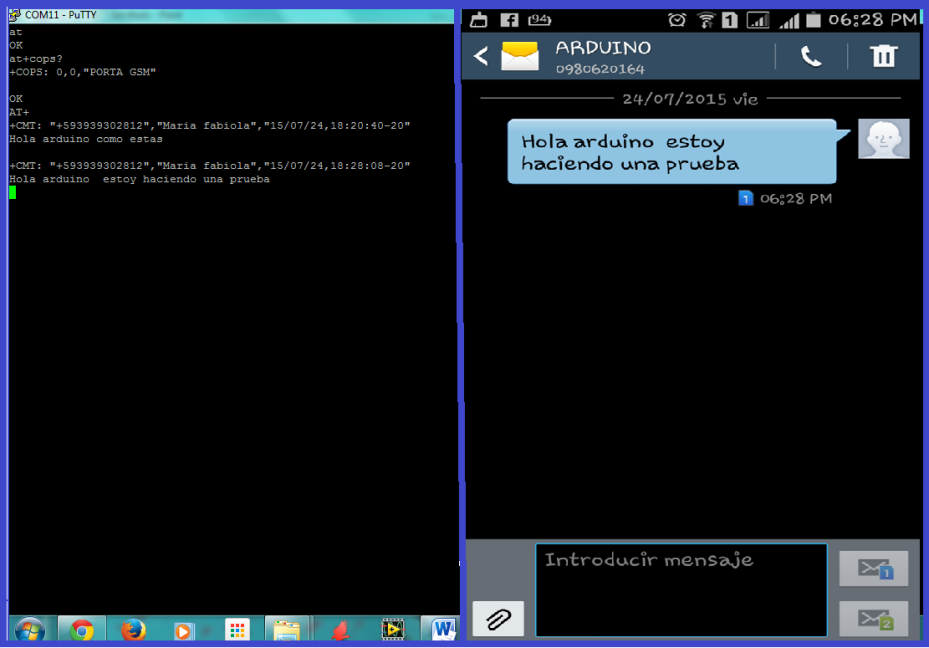 COM11 - PuTTY
at
OK
at+cops?
+COPS: 0,0,"PORTA GSM"
OK
AT+
+CMT: "+593939302812","Maria fabiola","15/07/24,18:20:40-20"
Hola arduino como estas
+CMT: "+593939302812","Maria fabiola","15/07/24,18:28:08-20"
Hola arduino  estoy haciendo una prueba
94 1 06:28 PM
ARDUINO
0980620164
24/07/2015 vie
Hola arduino  estoy
haciendo una prueba
1 06:28 PM
Introducir mensaje
1
2